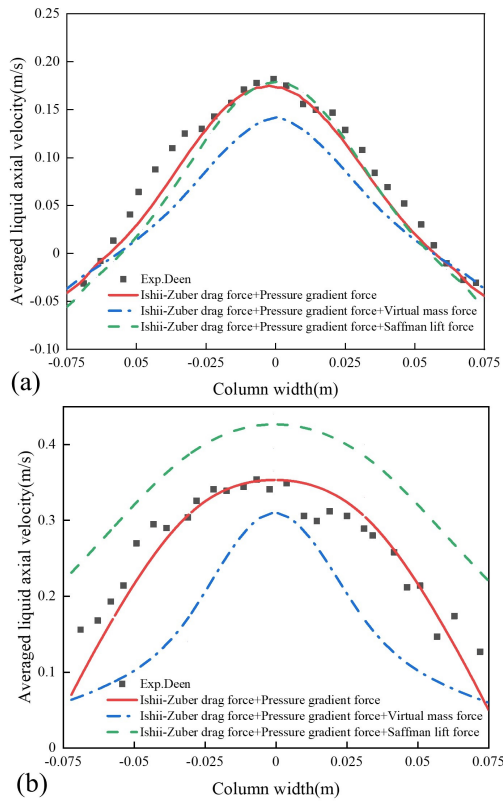 0.25
0.20
0.15
0.10
0.05
0
-0.05
-0.10
Averaged liquid axial velocity(m/s)
Exp.Deen
Ishii-Zuber drag force+Pressure gradient force
Ishii-Zuber drag force+Pressure gradient force+Virtual mass force
Ishii-Zuber drag force+Pressure gradient force+Saffman lift force
-0.075 0.05 -0.025 0 0.025 0.05 0.075
(a)
Column width(m)
0.4
0.3
0.2
0.1
0
Averaged liquid axial velocity(m/s)
Exp.Deen
Ishii-Zuber drag force+Pressure gradient force
Ishii-Zuber drag force+Pressure gradient force+Virtual mass force
Ishii-Zuber drag force+Pressure gradient force+Saffman lift force
-0.075 -0.05 -0.025 0 0.025 0.05 0.075
(b)
Column width(m)